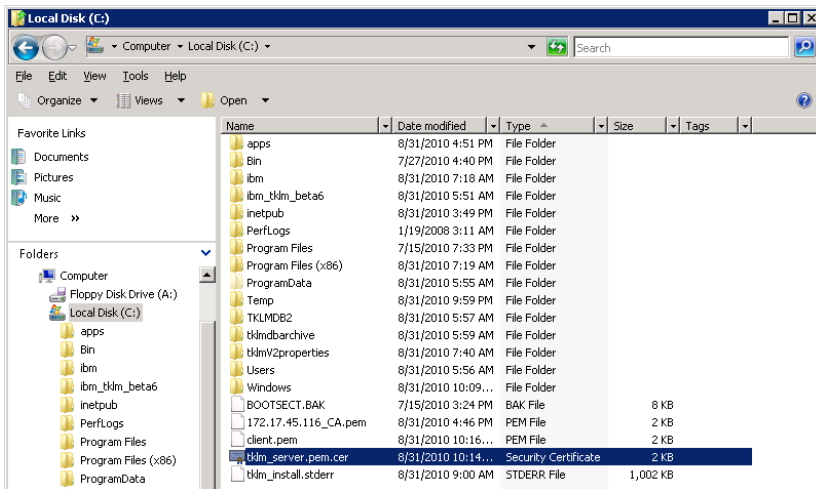 Local Disk (C:)
Computer Local Disk (C:) Search
File Edit View Tools Help
Organize Views Open
Favorite Links
Documents
Pictures
Music
More >>
Folders
Computer
Floppy Disk Drive (A:)
Local Disk (C:)
apps
Bin
ibm
ibm_tklm_beta6
inetpub
PerfLogs
Program Files
Program Files (x86)
ProgramData
Name Date modified Type Size Tags
apps 8/31/2010 4:51 PM File Folder
Bin 7/27/2010 4:40 PM File Folder
ibm 8/31/2010 7:18 AM File Folder
ibm_tklm_beta6 8/31/2010 5:51 AM File Folder
inetpub 8/31/2010 3:49 PM File Folder
PerfLogs 1/19/2008 3:11 AM File Folder
Program Files 7/15/2010 7:33 PM File Folder
Program Files (x86) 8/31/2010 7:19 AM File Folder
ProgramData 8/31/2010 5:55 AM File Folder
Temp 8/31/2010 9:59 PM File Folder
TKLMDB2 8/31/2010 5:57 AM File Folder
tklmdbarchive 8/31/2010 5:59 AM File Folder
tklmV2properties 8/31/2010 7:40 AM File Folder
Users 8/31/2010 5:56 AM File Folder
Windows 8/31/2010 10:09... File Folder
BOOTSECT.BAK 7/15/2010 3:24 PM BAK File 8 KB
172.17.45.116_CA.pem 8/31/2010 4:46 PM PEM File 2 KB
client.pem 8/31/2010 10:16... PEM File 2 KB
tklm_server.pem.cer 8/31/2010 10:14... Security Certificate 2 KB
tklm_install.stderr 8/31/2010 9:00 AM STDERR File 1,002 KB